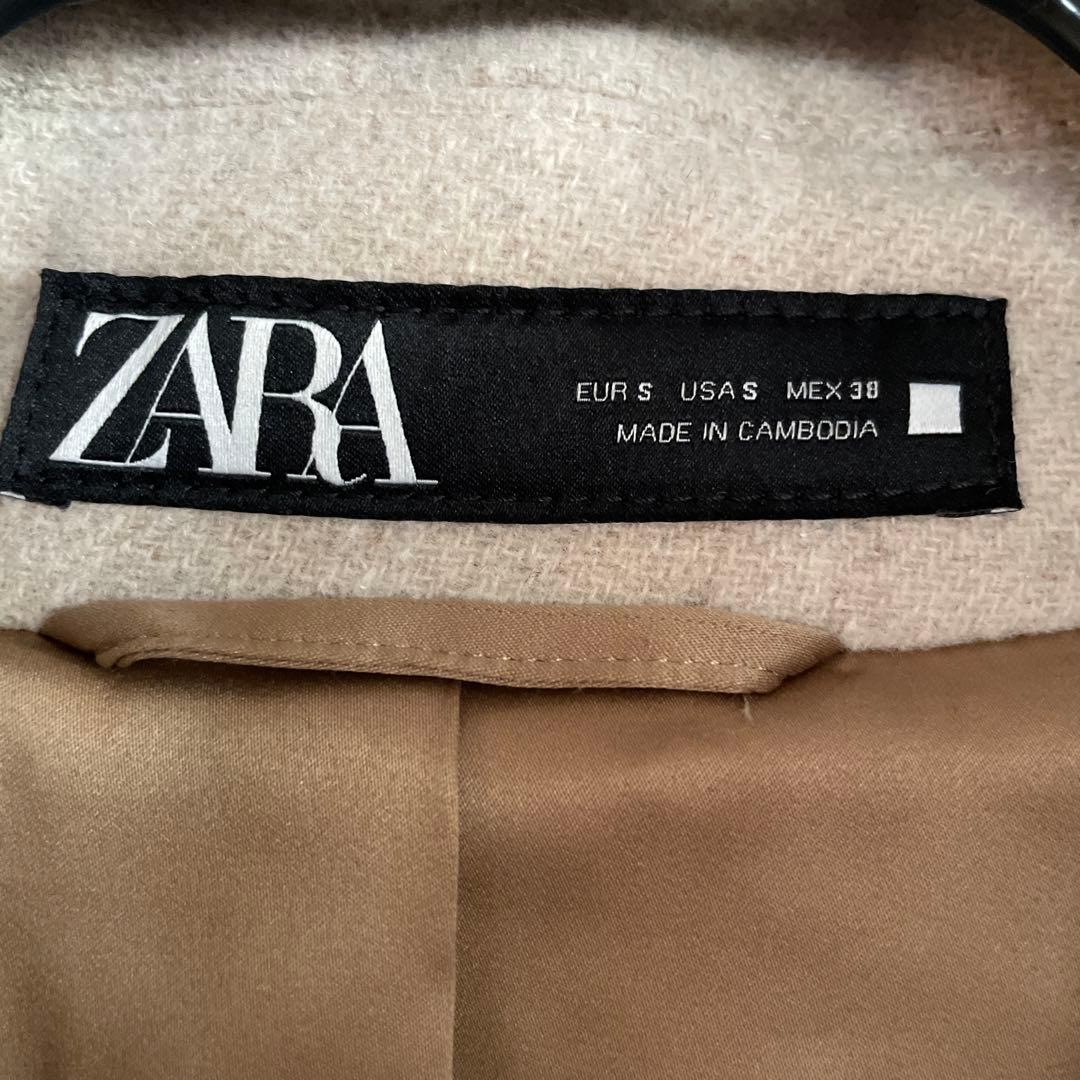 ZARA
EUR S USA S MEX 38
MADE IN CAMBODIA